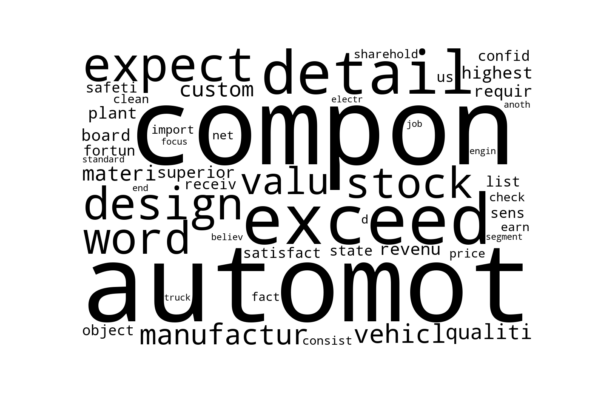 sharehold
confid
expect
detail
us
highest
safeti
custom
requir
clean
electr
anoth
compon
plant
board
import
net
job
focus
fortun
engin
standard
materi
superior
valu
stock
list
receiv
check
end
design
exceed
sens
d
earn
word
believ
segment
satisfact
state
revenu
price
automot
truck
fact
object
manufactur
consist
vehicl
qualiti